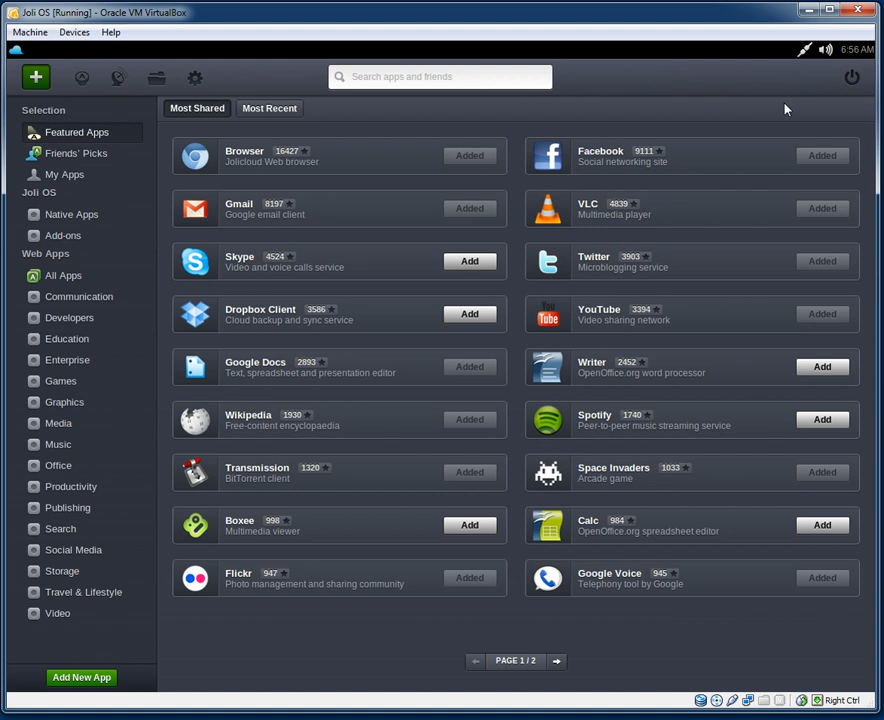 Joli OS [Running] - Oracle VM VirtualBox
Machine Devices Help
6:56 AM
Search apps and friends
Selection
Featured Apps
Friends' Picks
My Apps
Joli OS
Native Apps
Add-ons
Web Apps
All Apps
Communication
Developers
Education
Enterprise
Games
Graphics
Media
Music
Office
Productivity
Publishing
Search
Social Media
Storage
Travel & Lifestyle
Video
Add New App
Most Shared Most Recent
Browser 16427
Jolicloud Web browser
Added
Facebook 9111
Social networking site
Added
Gmail 8197
Google email client
Added
VLC 4839
Multimedia player
Added
Skype 4524
Video and voice calls service
Add
Twitter 3903
Microblogging service
Added
Dropbox Client 3586
Cloud backup and sync service
Add
You
Tube
YouTube 3394
Video sharing network
Added
Google Docs 2893
Text, spreadsheet and presentation editor
Added
Writer 2452
OpenOffice.org word processor
Add
Wikipedia 1930
Free-content encyclopaedia
Added
Spotify 1740
Peer-to-peer music streaming service
Add
Transmission 1320
BitTorrent client
Added
Space Invaders 1033
Arcade game
Added
Boxee 998
Multimedia viewer
Add
Calc 984
OpenOffice.org spreadsheet editor
Add
Flickr 947
Photo management and sharing community
Added
Google Voice 945
Telephony tool by Google
Added
PAGE 1 / 2
Right Ctrl